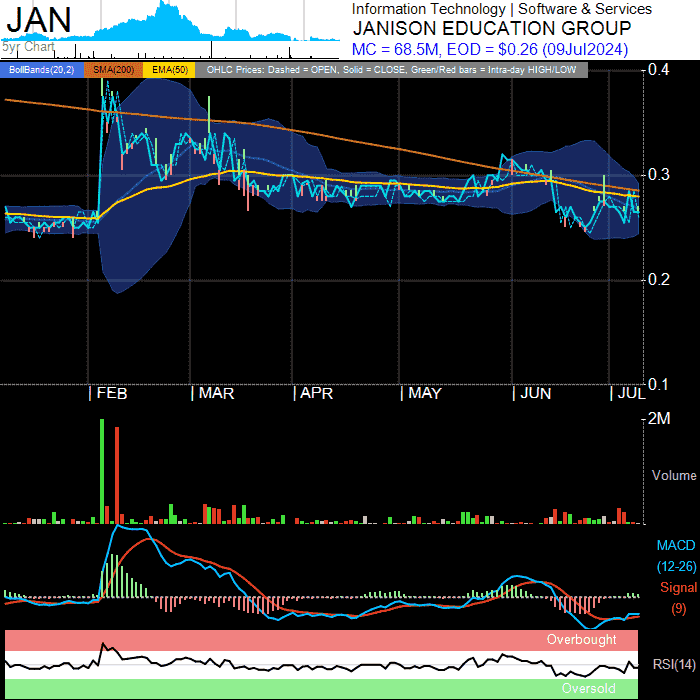 JAN
5yr Chart
Information Technology | Software & Services
JANISON EDUCATION GROUP
MC = 68.5M, EOD = $0.26 (09Jul2024)
BollBands(20,2) SMA(200) EMA(50) OHLC Prices: Dashed = OPEN, Solid = CLOSE, Green/Red bars = Intra-day HIGH/LOW
0.4
0.3
0.2
0.1
| FEB | MAR | APR | MAY | JUN | JUL
2M
Volume
MACD
(12-26)
Signal
(9)
Overbought
RSI(14)
Oversold